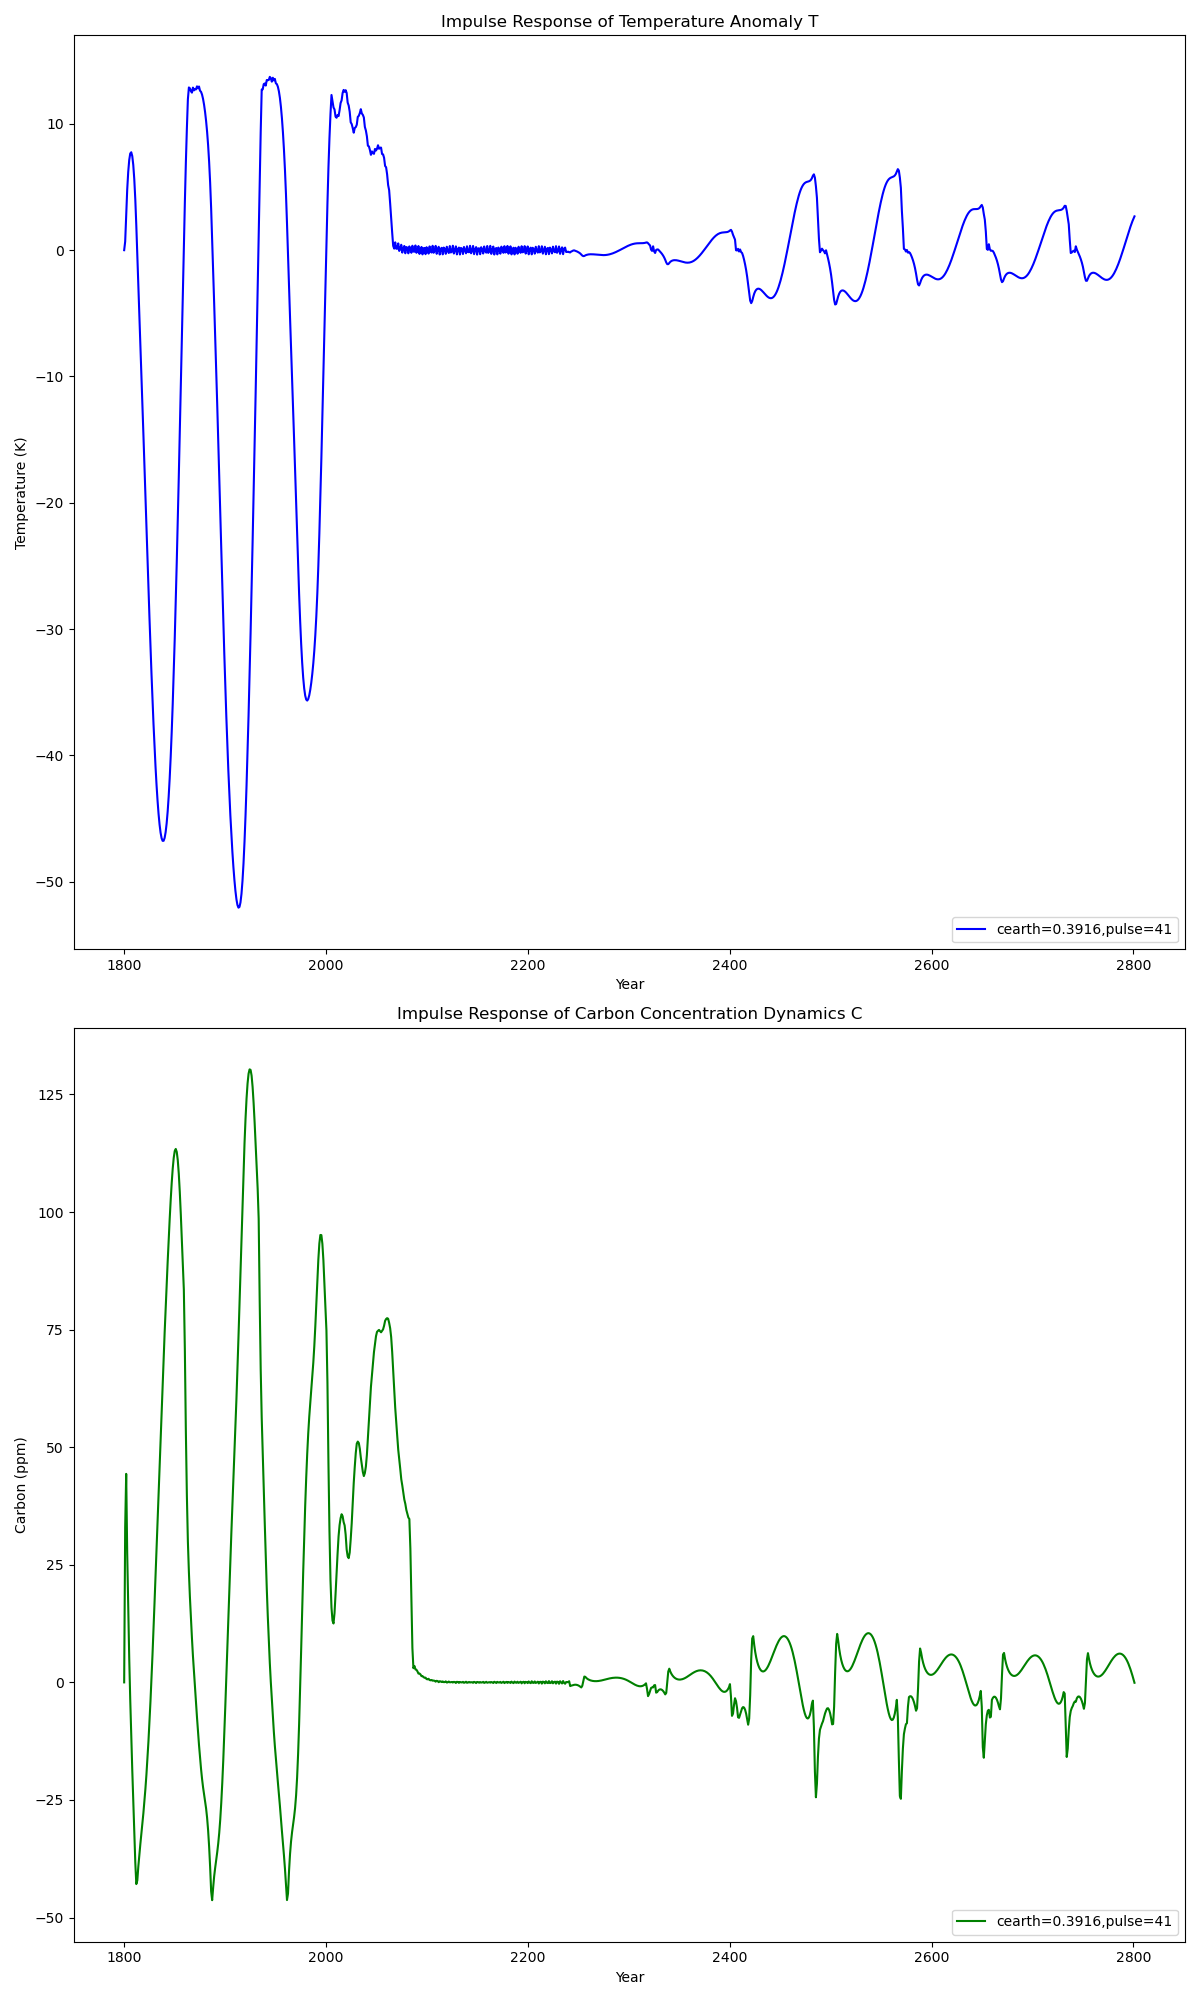 Impulse Response of Temperature Anomaly T
Temperature (K)
10
0
−10
−20
−30
−40
−50
cearth=0.3916,pulse=41
1800 2000 2200 2400 2600 2800
Year
Impulse Response of Carbon Concentration Dynamics C
Carbon (ppm)
125
100
75
50
25
0
−25
−50
cearth=0.3916,pulse=41
1800 2000 2200 2400 2600 2800
Year